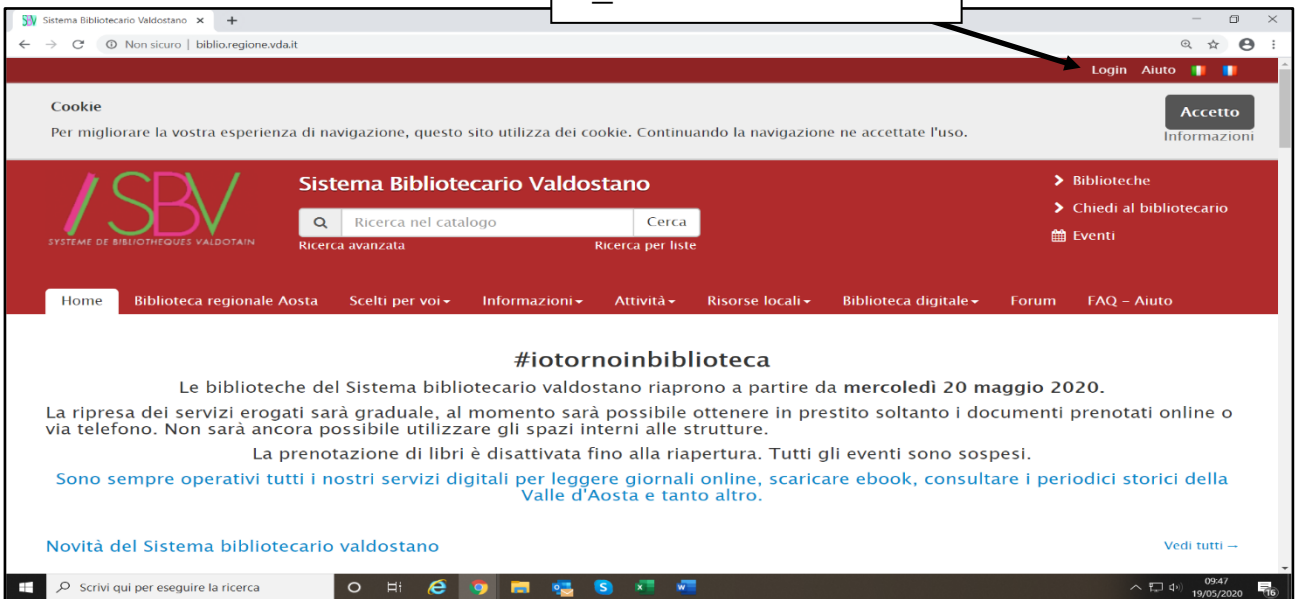 Sistema Bibliotecario Valdostano
Non sicuro | biblio.regione.vda.it
Login Aiuto
Cookie
Accetto
Per migliorare la vostra esperienza di navigazione, questo sito utilizza dei cookie. Continuando la navigazione ne accettate l'uso.
Informazioni
SBV
SYSTEME DE BIBLIOTHEQUES VALDOTAIN
Sistema Bibliotecario Valdostano
Ricerca nel catalogo Cerca
Ricerca avanzata Ricerca per liste
Biblioteche
Chiedi al bibliotecario
Eventi
Home Biblioteca regionale Aosta Scelti per voi Informazioni Attività Risorse locali Biblioteca digitale Forum FAQ – Aiuto
#iotornoinbiblioteca
Le biblioteche del Sistema bibliotecario valdostano riaprono a partire da mercoledì 20 maggio 2020.
La ripresa dei servizi erogati sarà graduale, al momento sarà possibile ottenere in prestito soltanto i documenti prenotati online o
via telefono. Non sarà ancora possibile utilizzare gli spazi interni alle strutture.
La prenotazione di libri è disattivata fino alla riapertura. Tutti gli eventi sono sospesi.
Sono sempre operativi tutti i nostri servizi digitali per leggere giornali online, scaricare ebook, consultare i periodici storici della
Valle d'Aosta e tanto altro.
Novità del Sistema bibliotecario valdostano Vedi tutti →
Scrivi qui per eseguire la ricerca
09:47
19/05/2020
16